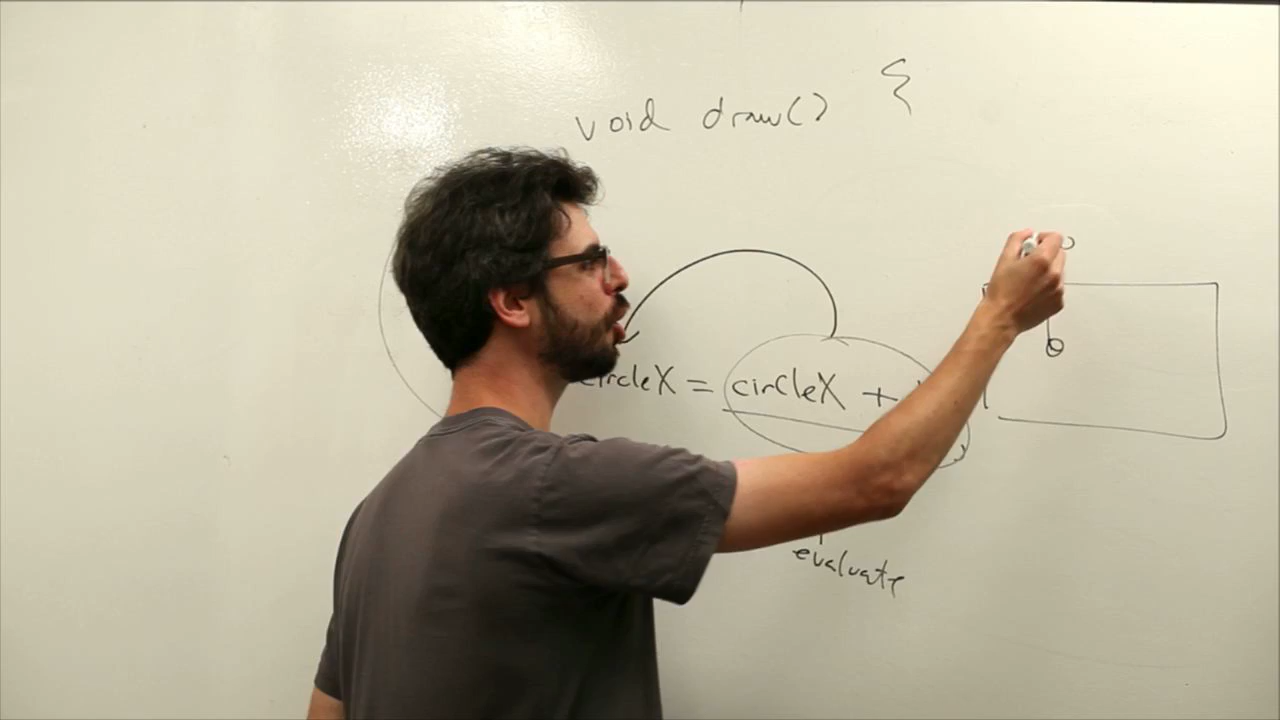 void draw() {
circleX = circleX +
evaluate